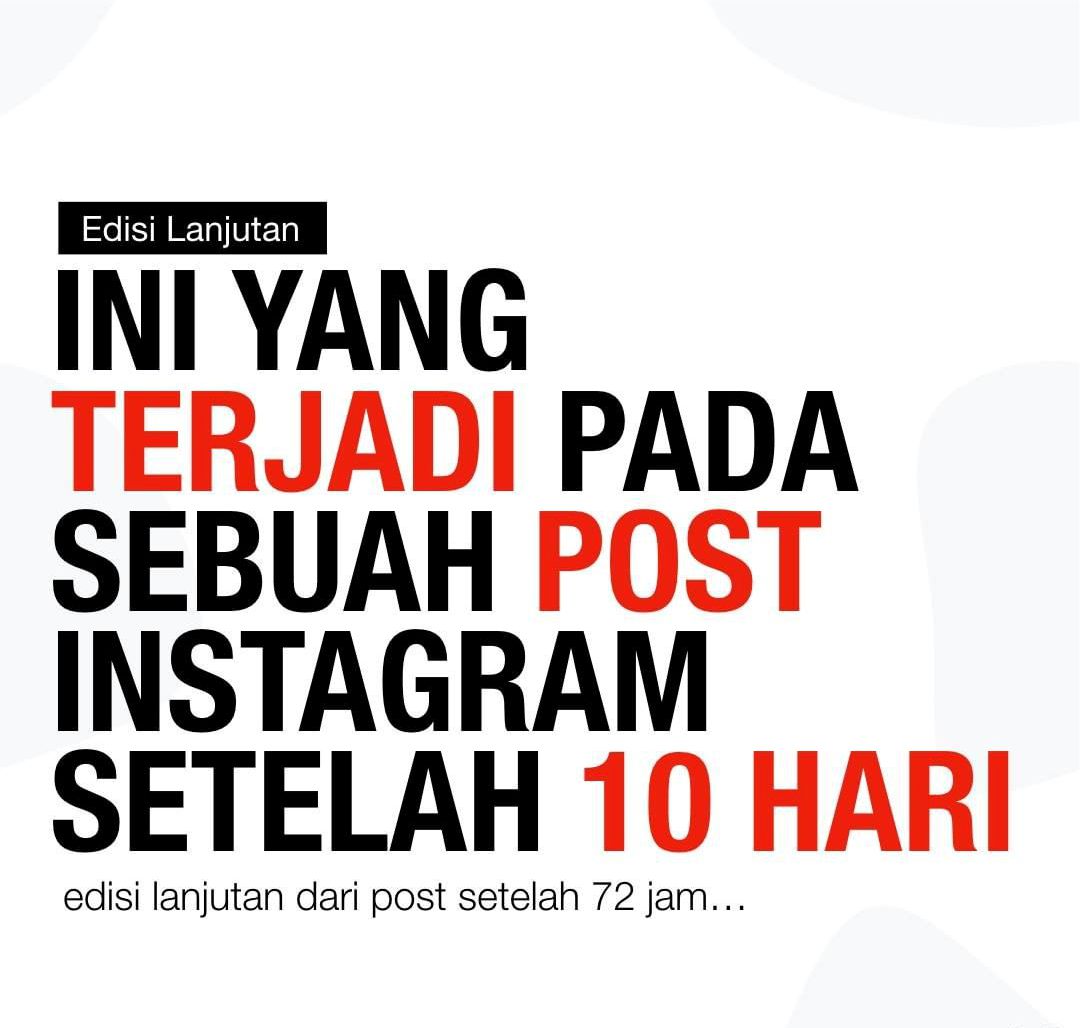 Edisi Lanjutan
INI YANG
TERJADI PADA
SEBUAH POST
INSTAGRAM
SETELAH 10 HARI
edisi lanjutan dari post setelah 72 jam...